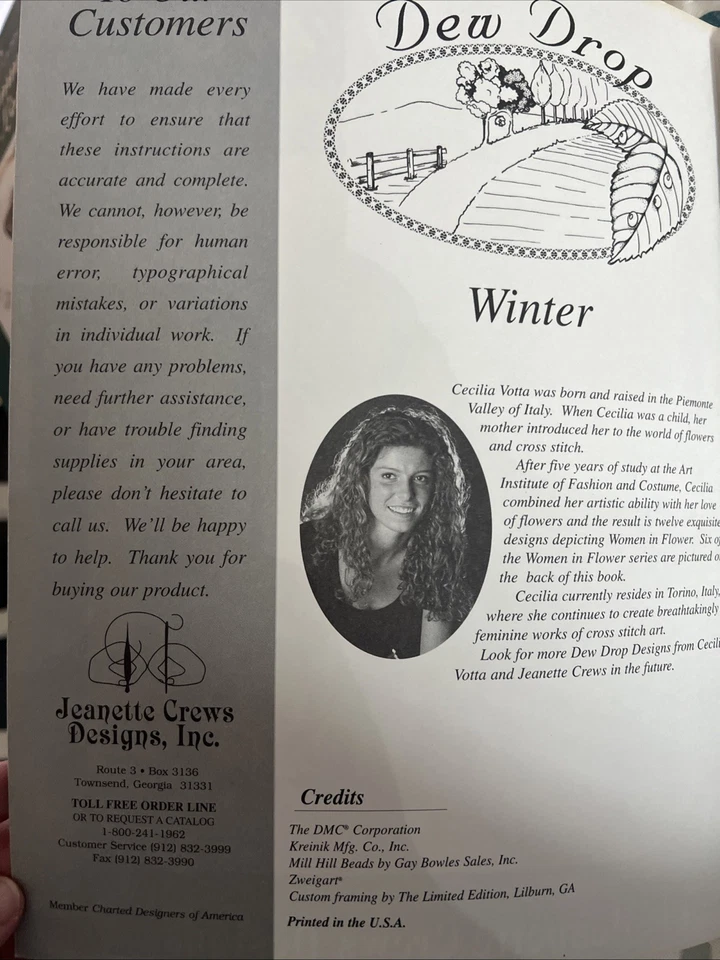 Customers
We have made every
effort to ensure that
these instructions are
accurate and complete.
We cannot, however, be
responsible for human
error, typographical
mistakes, or variations
in individual work. If
you have any problems,
need further assistance,
or have trouble finding
supplies in your area,
please don't hesitate to
call us. We'll be happy
to help. Thank you for
buying our product.
Jeanette Crews
Designs, Inc.
Route 3 • Box 3136
Townsend, Georgia 31331
TOLL FREE ORDER LINE
OR TO REQUEST A CATALOG
1-800-241-1962
Customer Service (912) 832-3999
Fax (912) 832-3990
Member Charted Designers of America
Dew Drop
Winter
Cecilia Votta was born and raised in the Piemonte
Valley of Italy. When Cecilia was a child, her
mother introduced her to the world of flowers
and cross stitch.
After five years of study at the Art
Institute of Fashion and Costume, Cecilia
combined her artistic ability with her love
of flowers and the result is twelve exquisite
designs depicting Women in Flower. Six
the Women in Flower series are pictured
the back of this book.
Cecilia currently resides in Torino, Italy,
where she continues to create breathtakingly
feminine works of cross stitch art.
Look for more Dew Drop Designs from
Votta and Jeanette Crews in the future.
Credits
The DMC® Corporation
Kreinik Mfg. Co., Inc.
Mill Hill Beads by Gay Bowles Sales, Inc.
Zweigart®
Custom framing by The Limited Edition, Lilburn, GA
Printed in the U.S.A.